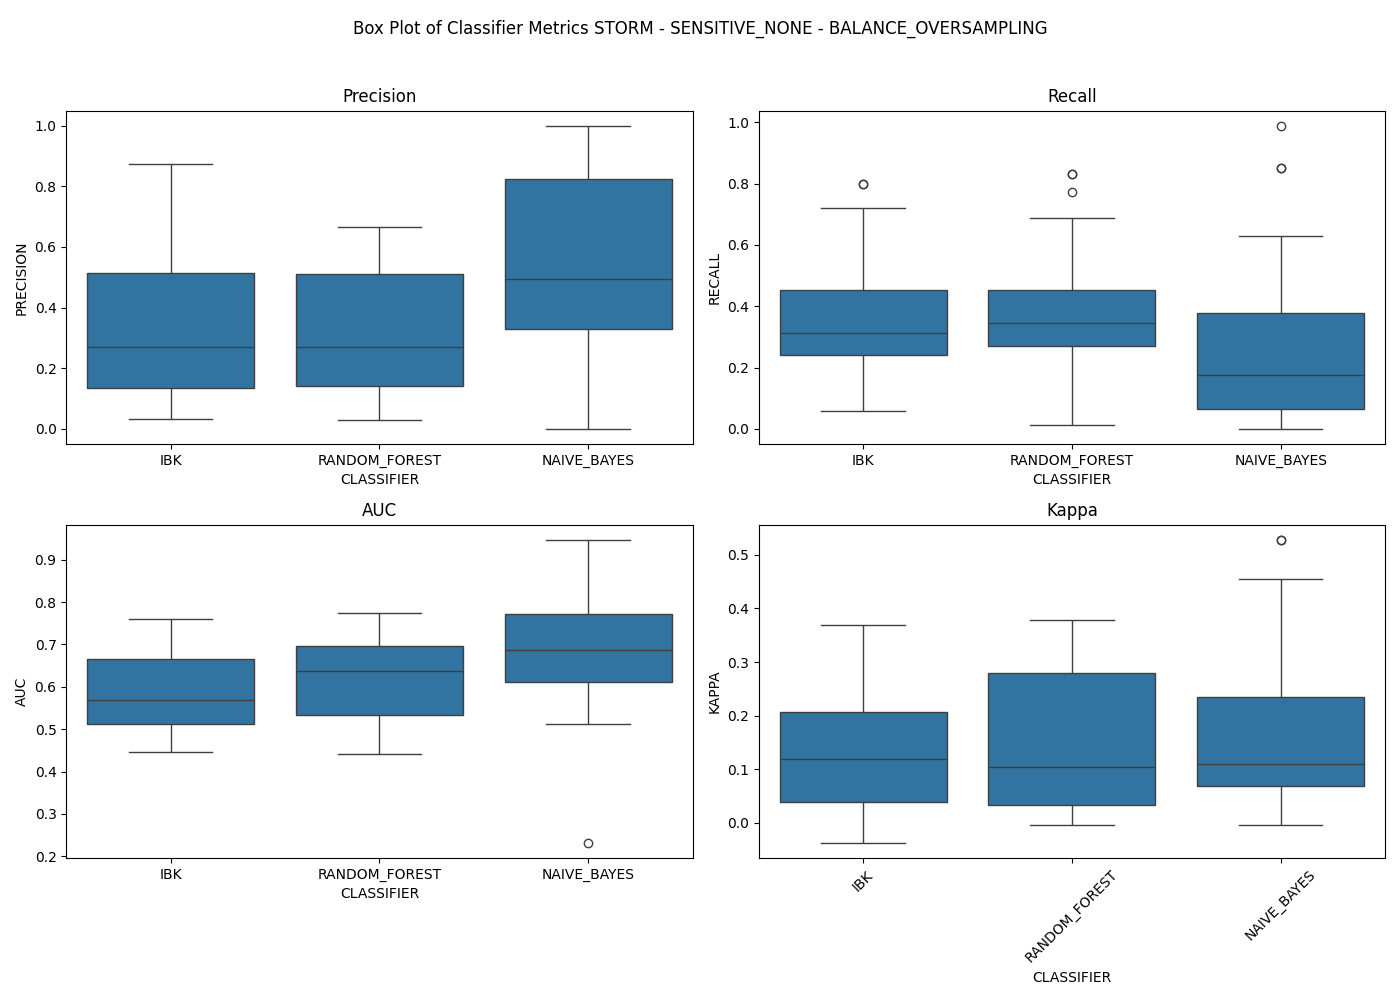 Box Plot of Classifier Metrics STORM - SENSITIVE_NONE - BALANCE_OVERSAMPLING
Precision
1.0
0.8
0.6
0.4
0.2
0.0
PRECISION
IBK
RANDOM_FOREST
NAIVE_BAYES
CLASSIFIER
Recall
1.0
0.8
0.6
0.4
0.2
0.0
RECALL
IBK
RANDOM_FOREST
NAIVE_BAYES
CLASSIFIER
AUC
0.9
0.8
0.7
0.6
0.5
0.4
0.3
0.2
AUC
IBK
RANDOM_FOREST
NAIVE_BAYES
CLASSIFIER
Kappa
0.5
0.4
0.3
0.2
0.1
0.0
KAPPA
IBK
RANDOM_FOREST
NAIVE_BAYES
CLASSIFIER